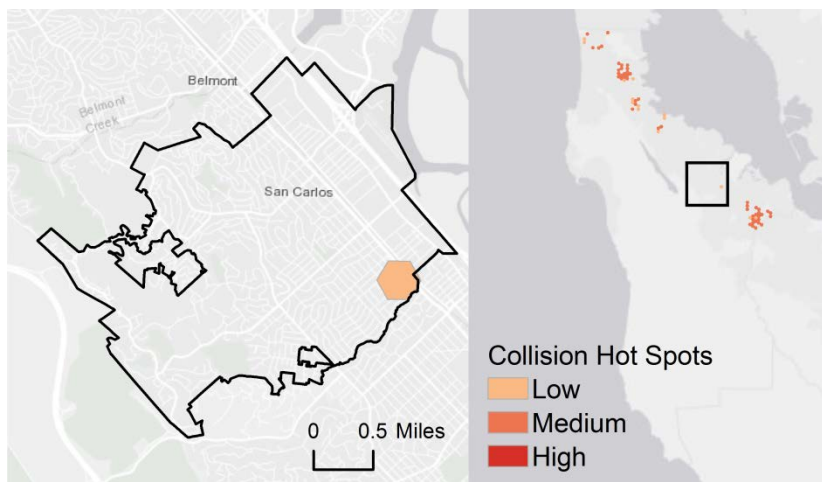 Belmont
Belmont
Creek
San Carlos
0 0.5 Miles
Collision Hot Spots
Low
Medium
High